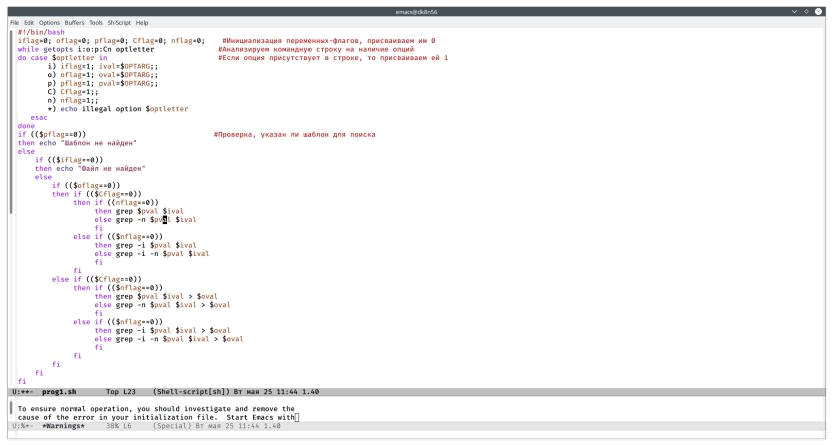 emacs@dk8n56
File Edit Options Buffers Tools Sh-Script Help
#!/bin/bash
iflag=0; oflag=0; pflag=0; Cflag=0; nflag=0; #Инициализация переменных-флагов, присваиваем им 0
while getopts i:o:p:Cn optletter #Анализируем командную строку на наличие опций
do case $optletter in #Если опция присутствует в строке, то присваиваем ей 1
i) iflag=1; ival=$OPTARG;;
o) oflag=1; oval=$OPTARG;;
p) pflag=1; pval=$OPTARG;;
C) Cflag=1;;
n) nflag=1;;
*) echo illegal option $optletter
esac
done
if (($pflag==0)) #Проверка, указан ли шаблон для поиска
then echo "Шаблон не найден"
else
if (($iflag==0))
then echo "Файл не найден"
else
if (($oflag==0))
then if (($Cflag==0))
then if ((nflag==0))
then grep $pval $ival
else grep -n $pval $ival
fi
else if (($nflag==0))
then grep -i $pval $ival
else grep -i -n $pval $ival
fi
fi
else if (($Cflag==0))
then if (($nflag==0))
then grep $pval $ival > $oval
else grep -n $pval $ival > $oval
fi
else if (($nflag==0))
then grep -i $pval $ival > $oval
else grep -i -n $pval $ival > $oval
fi
fi
fi
fi
fi
U:**- prog1.sh Top L23 (Shell-script[sh]) Вт мая 25 11:44 1.40
To ensure normal operation, you should investigate and remove the
cause of the error in your initialization file. Start Emacs with
U:%*- *Warnings* 38% L6 (Special) Вт мая 25 11:44 1.40